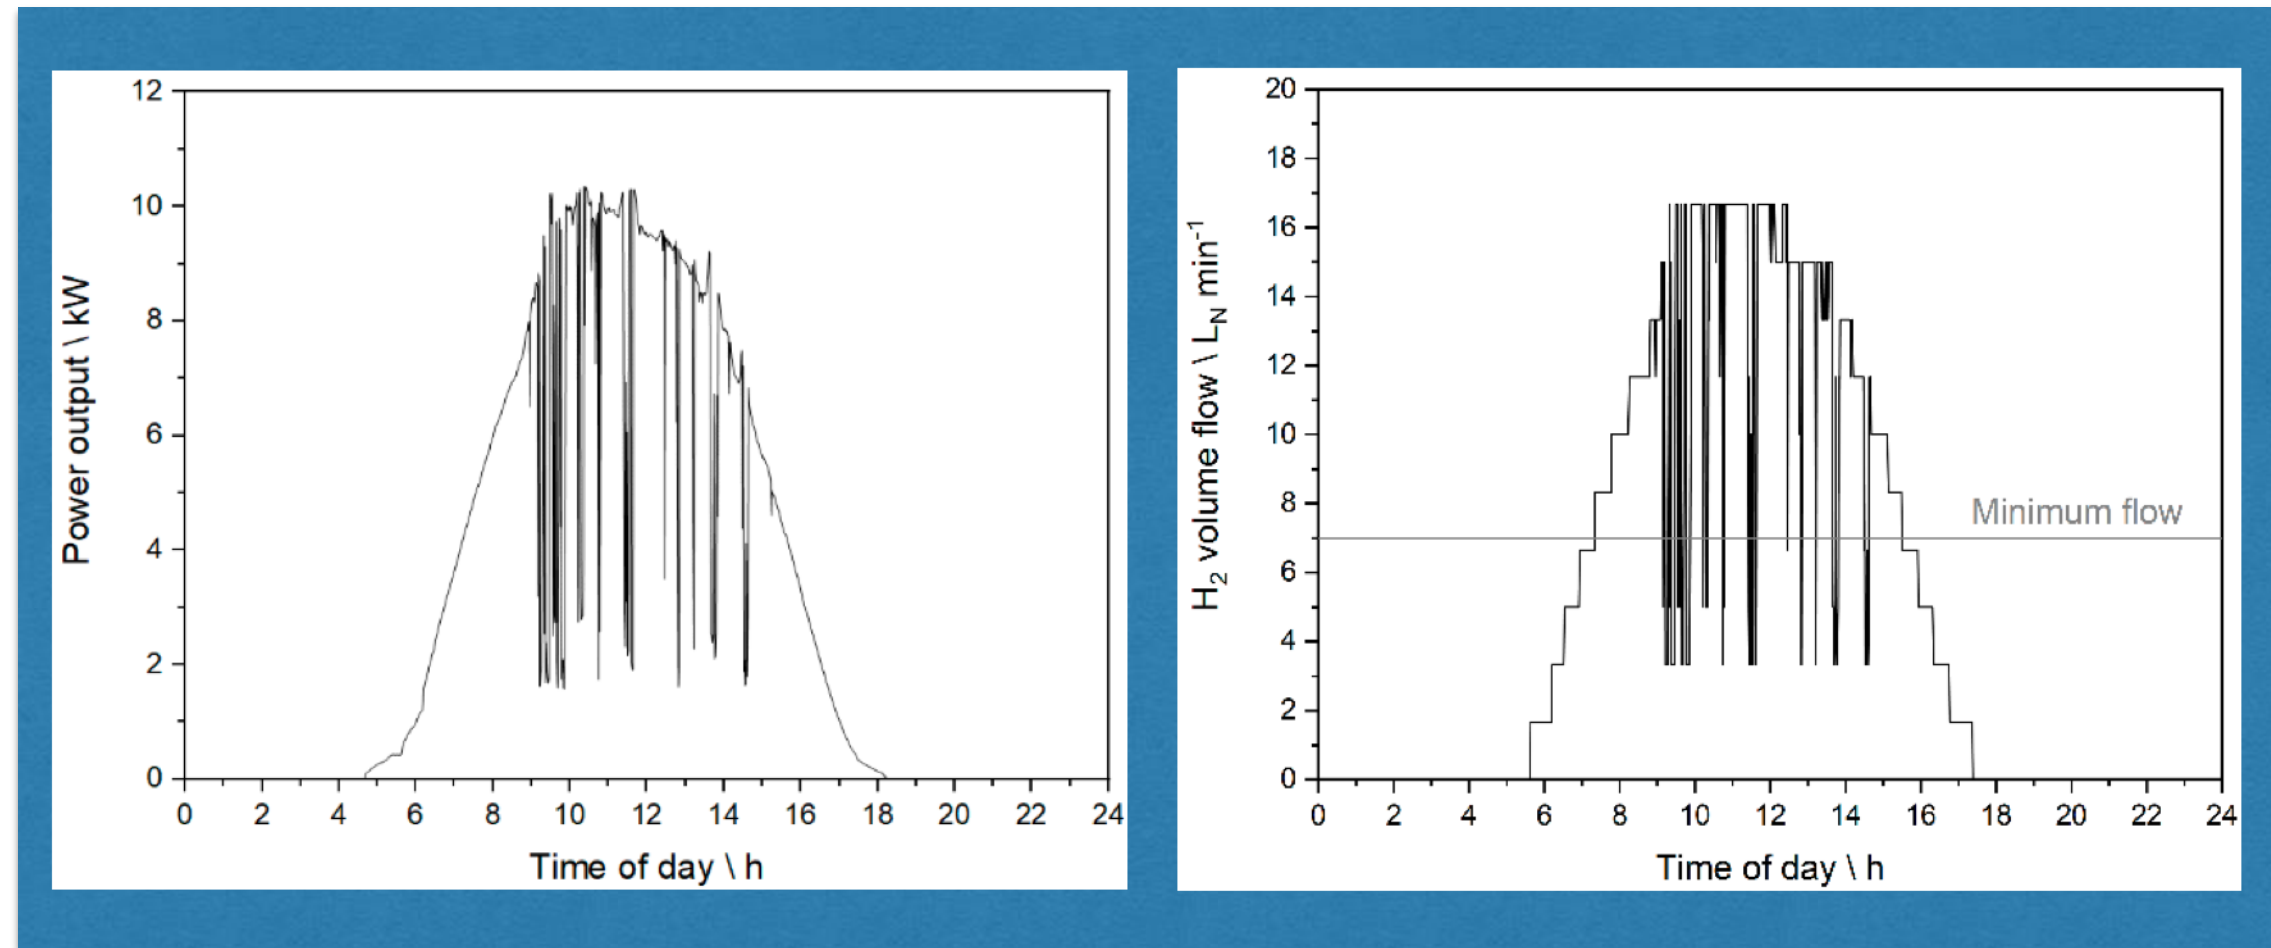 12
10
8
6
4
2
0
Power output \ kW
0 2 4 6 8 10 12 14 16 18 20 22 24
Time of day \ h
20
18
16
14
12
10
8
6
4
2
0
H₂ volume flow \ L_N min⁻¹
Minimum flow
0 2 4 6 8 10 12 14 16 18 20 22 24
Time of day \ h